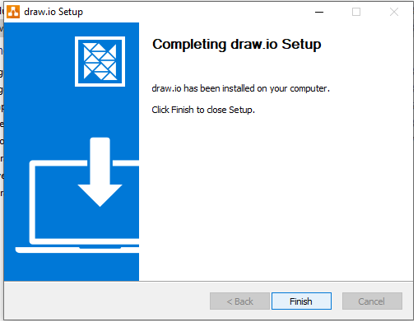 draw.io Setup
Completing draw.io Setup
draw.io has been installed on your computer.
Click Finish to close Setup.
< Back
Finish
Cancel